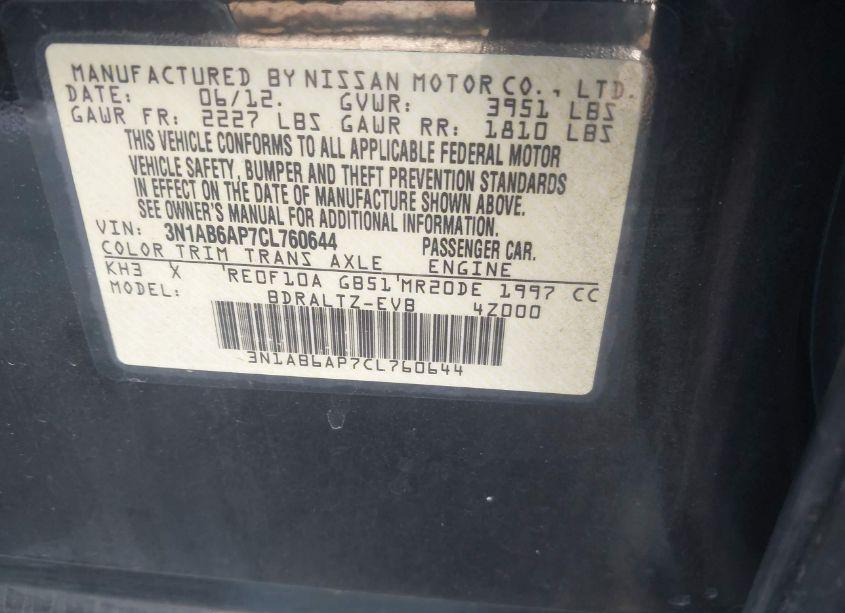 MANUFACTURED BY NISSAN MOTOR CO., LTD.
DATE: 06/12. GVWR: 3951 LBS
GAWR FR: 2227 LBS GAWR RR: 1810 LBS
THIS VEHICLE CONFORMS TO ALL APPLICABLE FEDERAL MOTOR
VEHICLE SAFETY, BUMPER AND THEFT PREVENTION STANDARDS
IN EFFECT ON THE DATE OF MANUFACTURE SHOWN ABOVE.
SEE OWNER'S MANUAL FOR ADDITIONAL INFORMATION.
VIN: 3N1AB6AP7CL760644 PASSENGER CAR.
COLOR TRIM TRANS AXLE ENGINE
KH3 X RE0F10A GB51 MR20DE 1997 CC
MODEL: BDRALTZ-EVB 4Z000
3N1AB6AP7CL760644